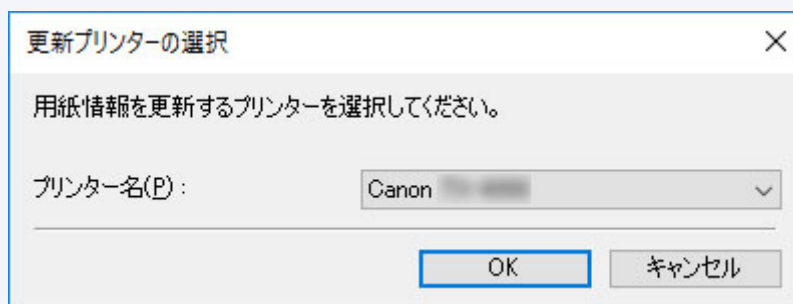 更新プリンターの選択
用紙情報を更新するプリンターを選択してください。
プリンター名(P)： Canon
OK キャンセル